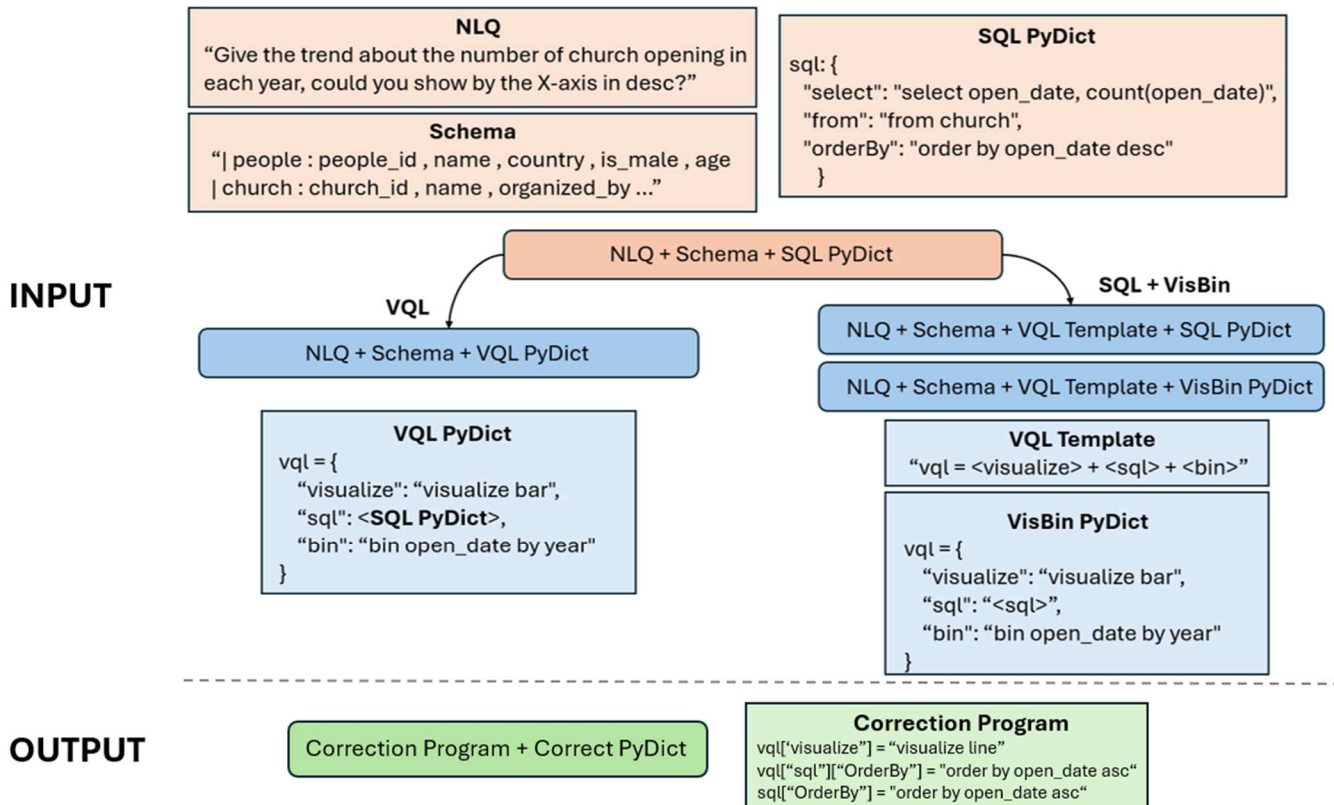 NLQ
“Give the trend about the number of church opening in
each year, could you show by the X-axis in desc?”
Schema
“| people : people_id , name , country , is_male , age
| church : church_id , name , organized_by ...”
SQL PyDict
sql: {
"select": "select open_date, count(open_date)",
"from": "from church",
"orderBy": "order by open_date desc"
}
INPUT
NLQ + Schema + SQL PyDict
VQL
SQL + VisBin
NLQ + Schema + VQL PyDict
NLQ + Schema + VQL Template + SQL PyDict
NLQ + Schema + VQL Template + VisBin PyDict
VQL PyDict
vql = {
“visualize": “visualize bar",
“sql": <SQL PyDict>,
“bin": “bin open_date by year"
}
VQL Template
“vql = <visualize> + <sql> + <bin>”
VisBin PyDict
vql = {
“visualize": “visualize bar",
“sql": “<sql>”,
“bin": “bin open_date by year"
}
OUTPUT
Correction Program + Correct PyDict
Correction Program
vql[‘visualize”] = “visualize line”
vql[“sql”][“OrderBy”] = "order by open_date asc“
sql[“OrderBy”] = "order by open_date asc“